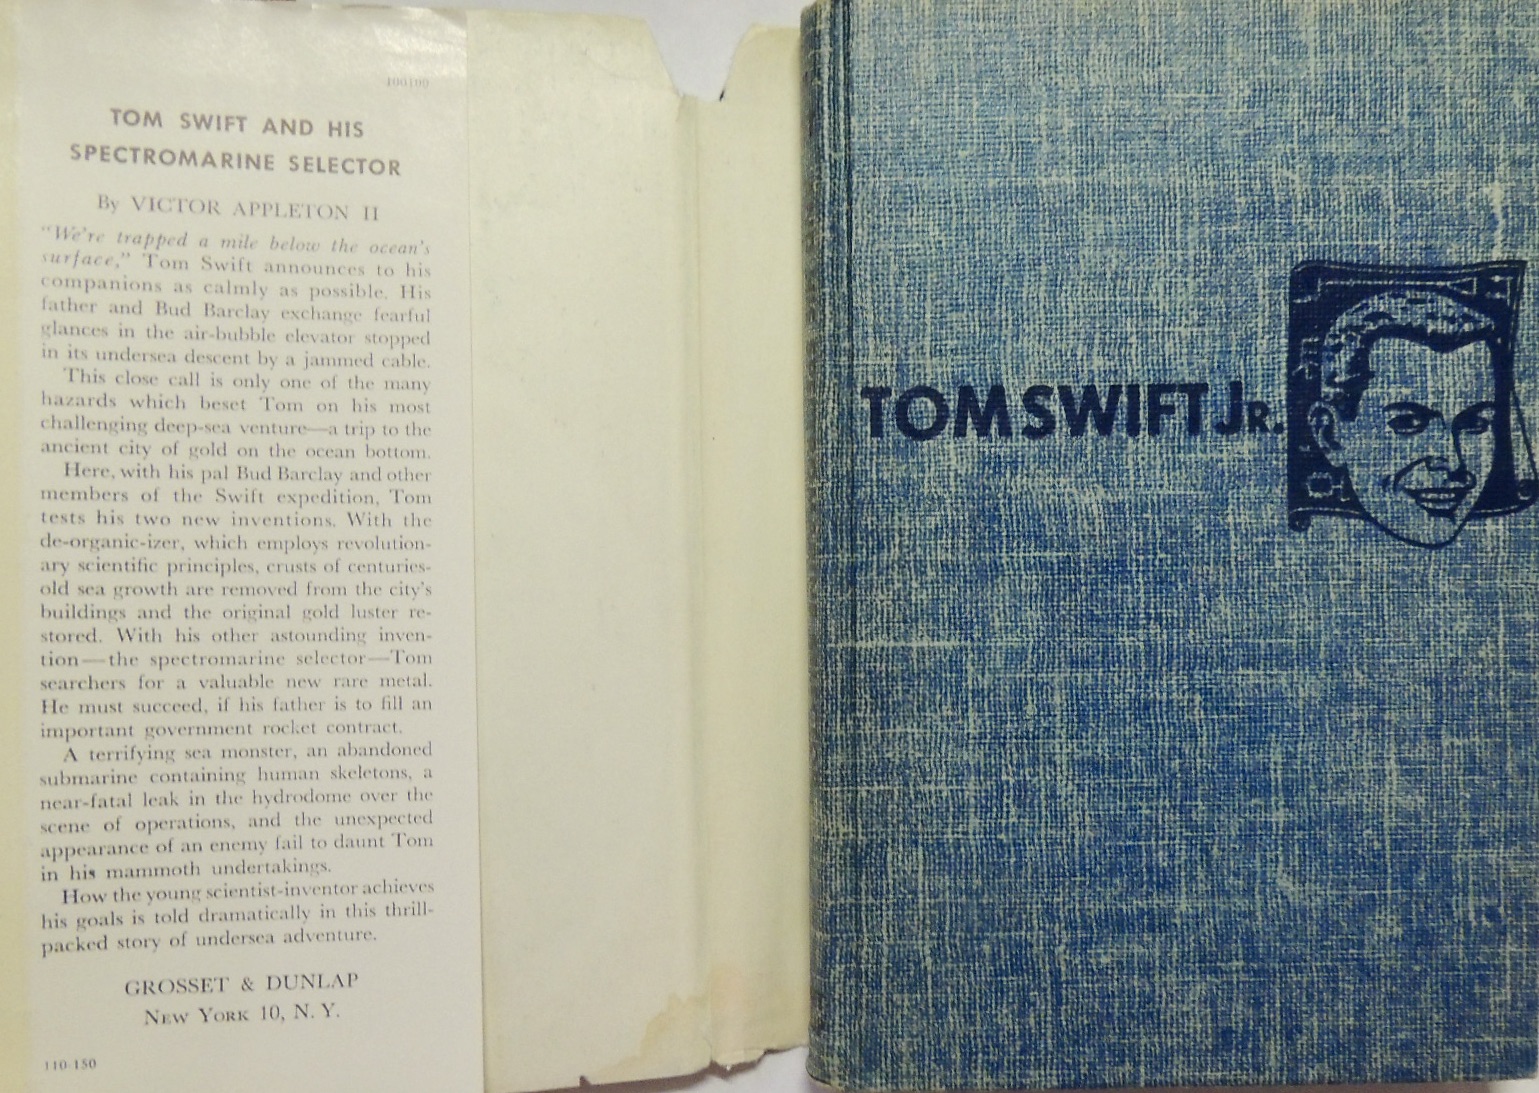 100100
TOM SWIFT AND HIS
SPECTROMARINE SELECTOR
By VICTOR APPLETON II
"We're trapped a mile below the ocean's
surface," Tom Swift announces to his
companions as calmly as possible. His
father and Bud Barclay exchange fearful
glances in the air-bubble elevator stopped
in its undersea descent by a jammed cable.
This close call is only one of the many
hazards which beset Tom on his most
challenging deep-sea venture—a trip to the
ancient city of gold on the ocean bottom.
Here, with his pal Bud Barclay and other
members of the Swift expedition, Tom
tests his two new inventions. With the
de-organic-izer, which employs revolution-
ary scientific principles, crusts of centuries-
old sea growth are removed from the city's
buildings and the original gold luster re-
stored. With his other astounding inven-
tion—the spectromarine selector—Tom
searchers for a valuable new rare metal.
He must succeed, if his father is to fill an
important government rocket contract.
A terrifying sea monster, an abandoned
submarine containing human skeletons, a
near-fatal leak in the hydrodome over the
scene of operations, and the unexpected
appearance of an enemy fail to daunt Tom
in his mammoth undertakings.
How the young scientist-inventor achieves
his goals is told dramatically in this thrill-
packed story of undersea adventure.
GROSSET & DUNLAP
NEW YORK 10, N. Y.
110-150
TOM SWIFT JR.